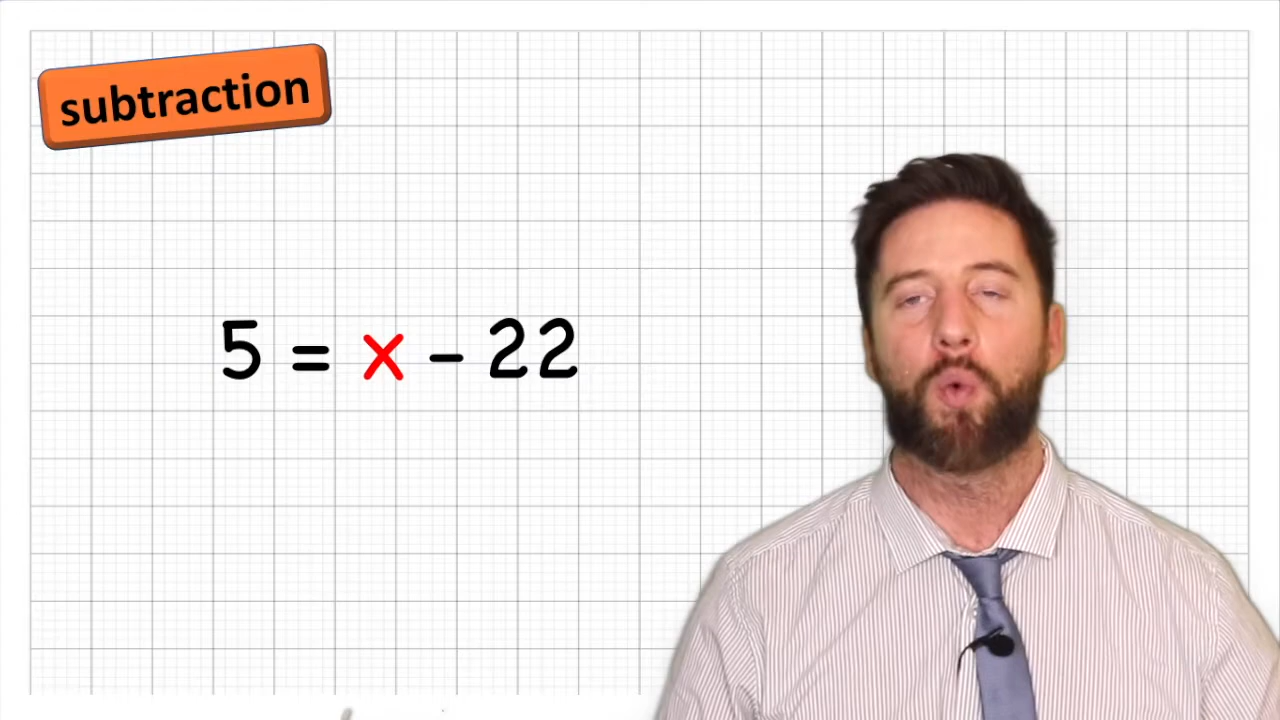 subtraction
5 = x - 22